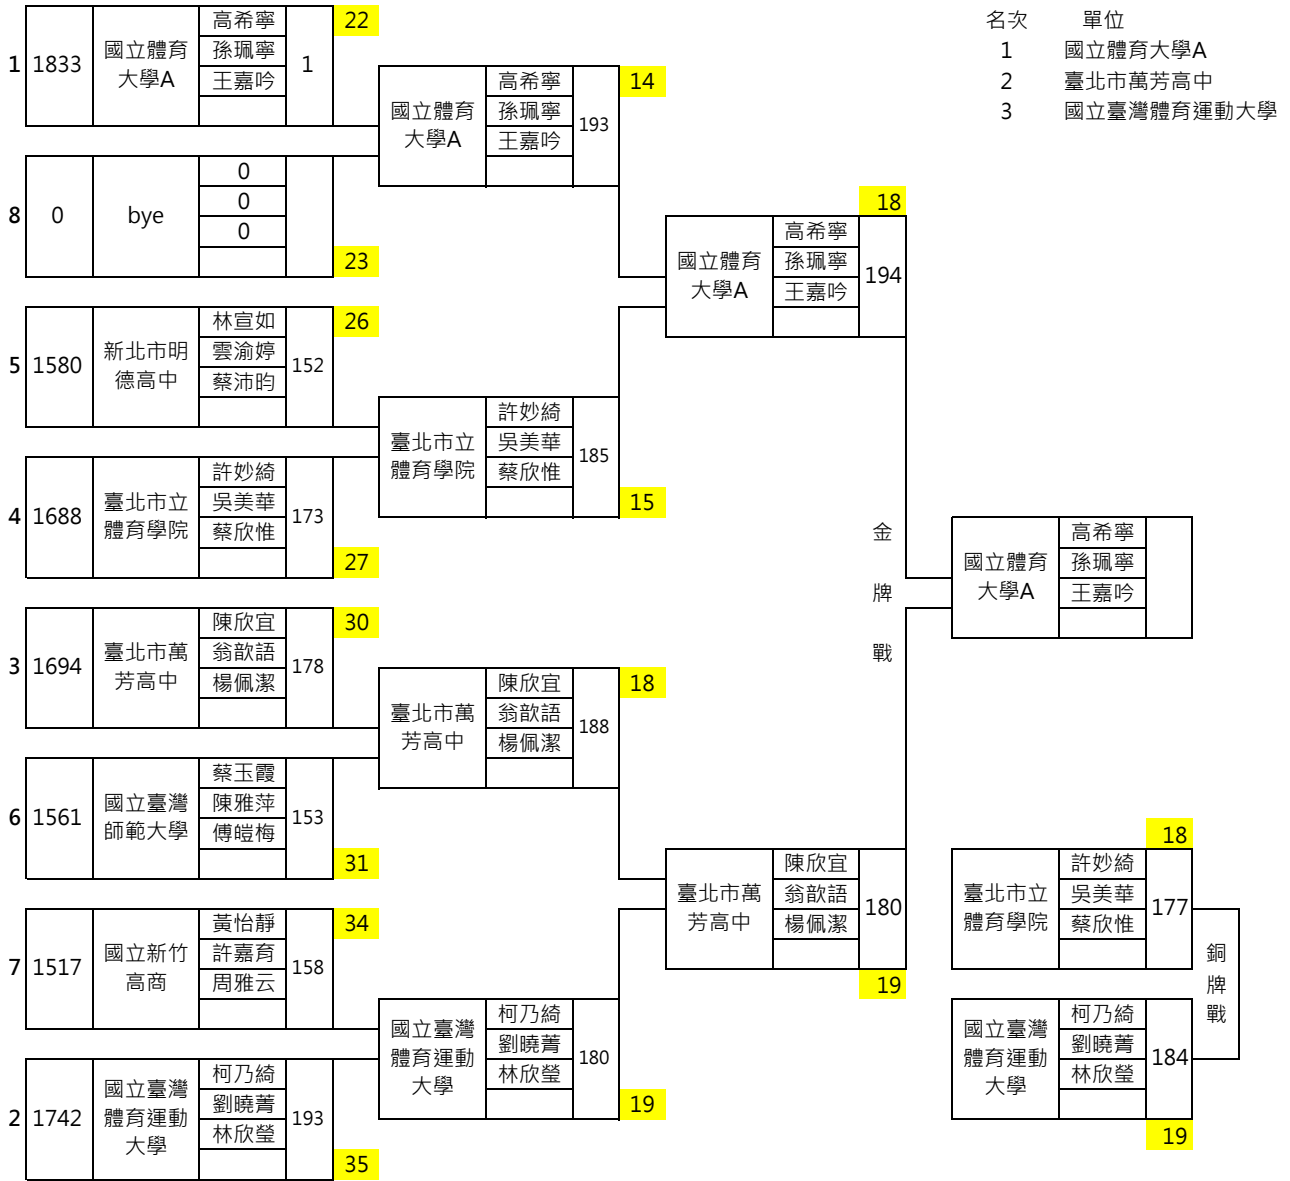 名次 單位
1 國立體育大學A
2 臺北市萬芳高中
3 國立臺灣體育運動大學
1 1833
國立體育
大學A
高希寧
孫珮寧
王嘉吟
1
22
8 0
bye
0
0
0
23
5 1580
新北市明
德高中
林宣如
雲渝婷
蔡沛昀
152
26
4 1688
臺北市立
體育學院
許妙綺
吳美華
蔡欣惟
173
27
3 1694
臺北市萬
芳高中
陳欣宜
翁歆語
楊佩潔
178
30
6 1561
國立臺灣
師範大學
蔡玉霞
陳雅萍
傅皚梅
153
31
7 1517
國立新竹
高商
黃怡靜
許嘉育
周雅云
158
34
2 1742
國立臺灣
體育運動
大學
柯乃綺
劉曉菁
林欣瑩
193
35
國立體育
大學A
高希寧
孫珮寧
王嘉吟
193
14
臺北市立
體育學院
許妙綺
吳美華
蔡欣惟
185
15
臺北市萬
芳高中
陳欣宜
翁歆語
楊佩潔
188
18
國立臺灣
體育運動
大學
柯乃綺
劉曉菁
林欣瑩
180
19
18
國立體育
大學A
高希寧
孫珮寧
王嘉吟
194
臺北市萬
芳高中
陳欣宜
翁歆語
楊佩潔
180
19
金
牌
戰
國立體育
大學A
高希寧
孫珮寧
王嘉吟
18
臺北市立
體育學院
許妙綺
吳美華
蔡欣惟
177
銅
牌
戰
國立臺灣
體育運動
大學
柯乃綺
劉曉菁
林欣瑩
184
19